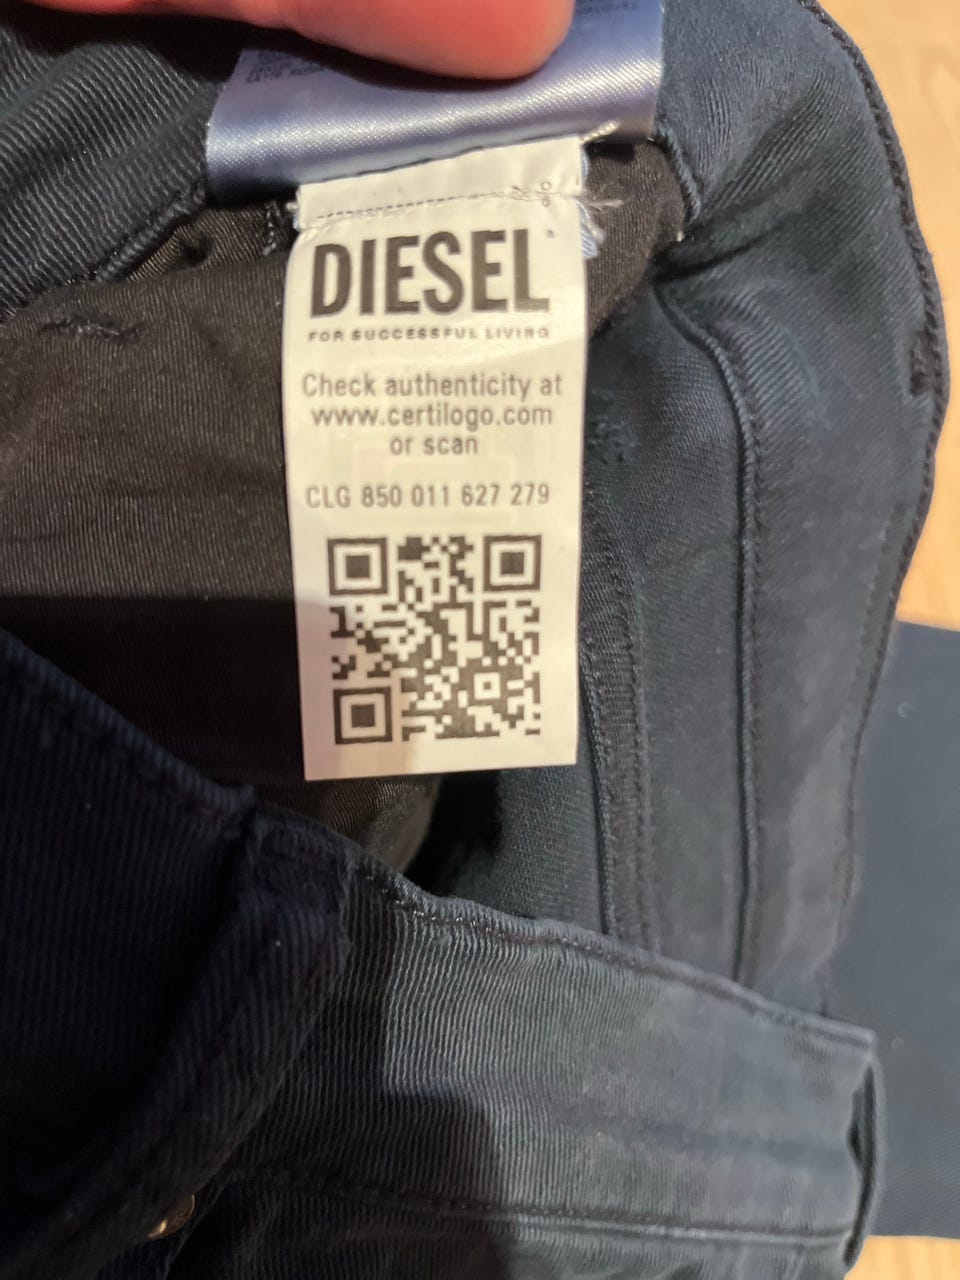 DIESEL
FOR SUCCESSFUL LIVING
Check authenticity at
www.certilogo.com
or scan
CLG 850 011 627 279